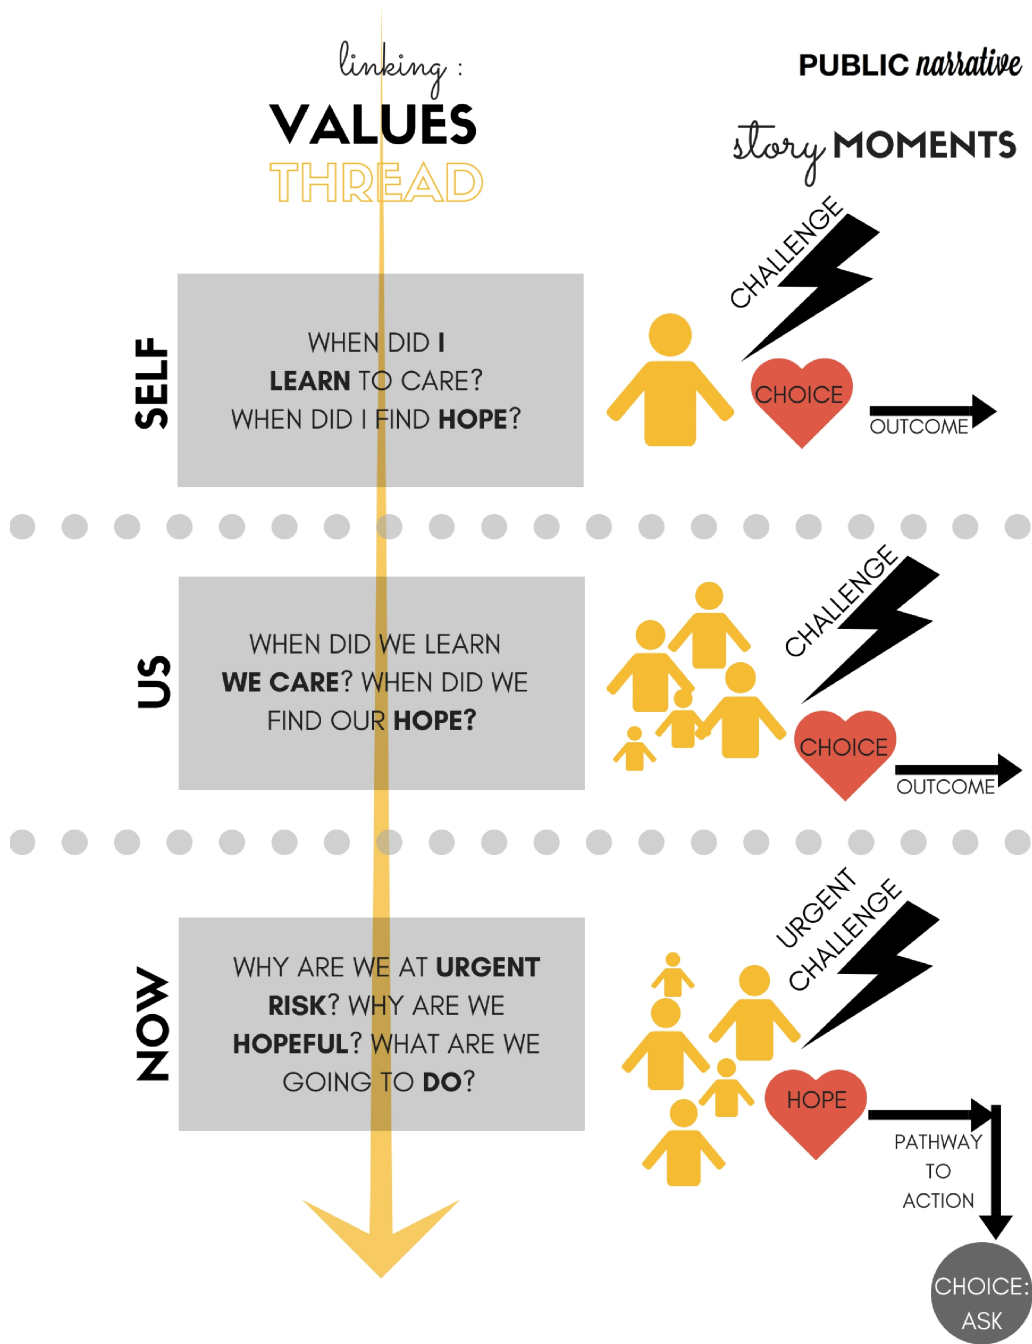 linking :
VALUES
THREAD
PUBLIC narrative
story MOMENTS
SELF
WHEN DID I
LEARN TO CARE?
WHEN DID I FIND HOPE?
CHALLENGE
CHOICE
OUTCOME
US
WHEN DID WE LEARN
WE CARE? WHEN DID WE
FIND OUR HOPE?
CHALLENGE
CHOICE
OUTCOME
NOW
WHY ARE WE AT URGENT
RISK? WHY ARE WE
HOPEFUL? WHAT ARE WE
GOING TO DO?
URGENT
CHALLENGE
HOPE
PATHWAY
TO
ACTION
CHOICE:
ASK